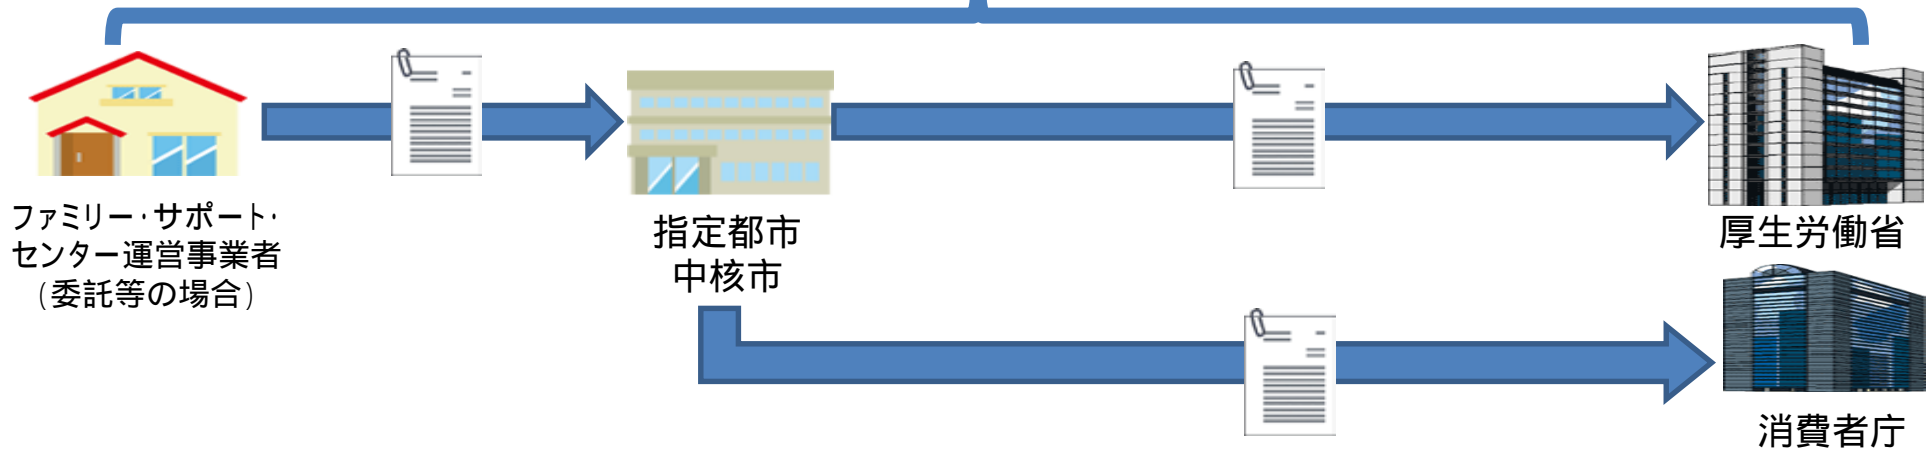 ファミリー・サポート・
センター運営事業者
(委託等の場合)
指定都市
中核市
厚生労働省
消費者庁